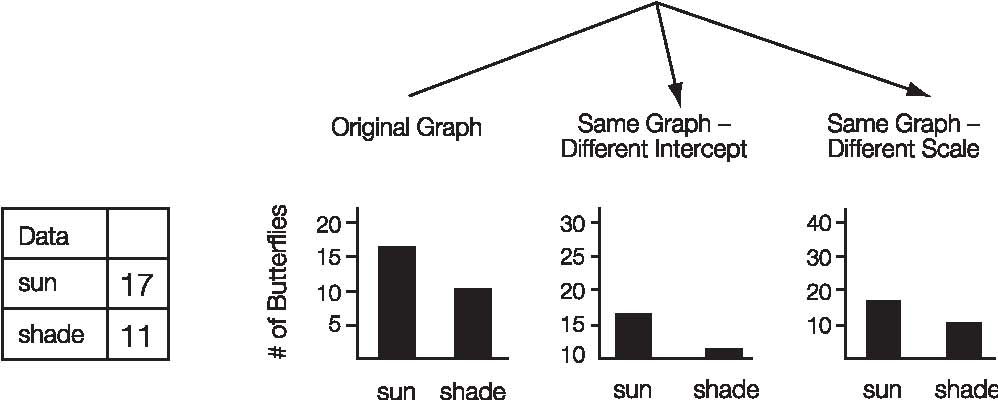 Original Graph
Same Graph –
Different Intercept
Same Graph –
Different Scale
Data
sun 17
shade 11
# of Butterflies
20
15
10
5
sun shade
30
25
20
15
10
sun shade
40
30
20
10
sun shade